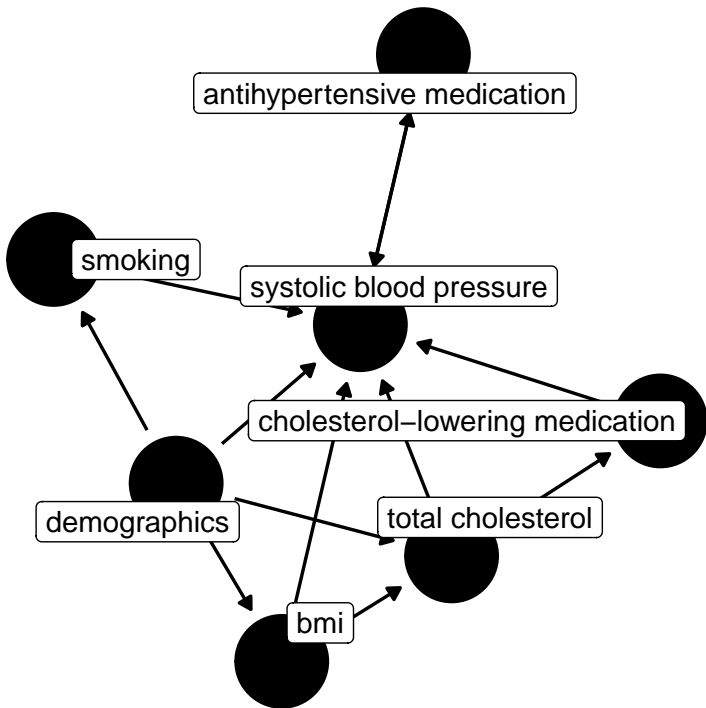 antihypertensive medication
smoking
systolic blood pressure
cholesterol−lowering medication
demographics
total cholesterol
bmi